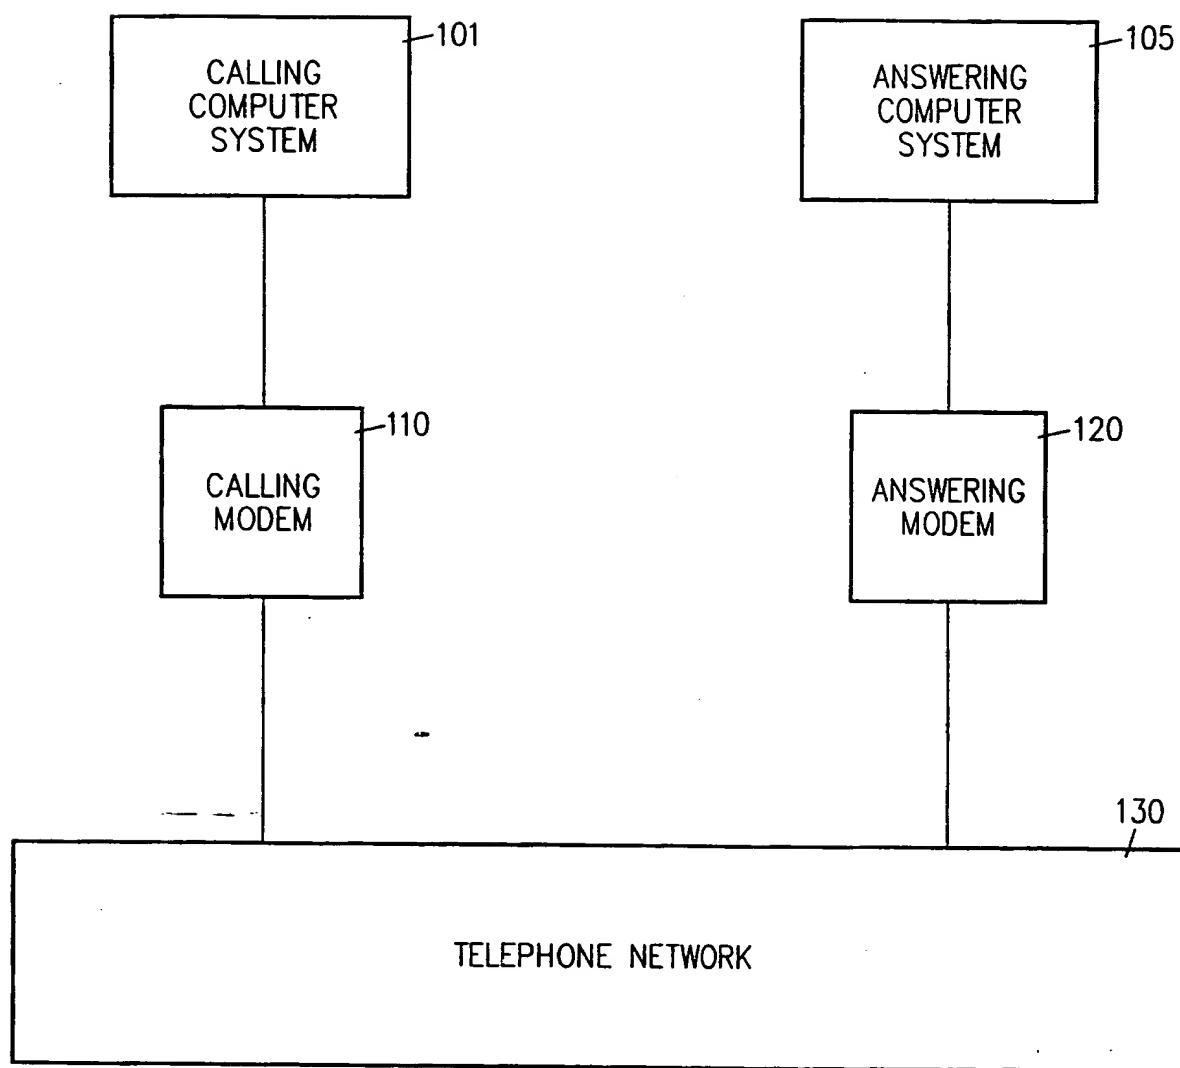 101
CALLING
COMPUTER
SYSTEM
105
ANSWERING
COMPUTER
SYSTEM
110
CALLING
MODEM
120
ANSWERING
MODEM
130
TELEPHONE NETWORK